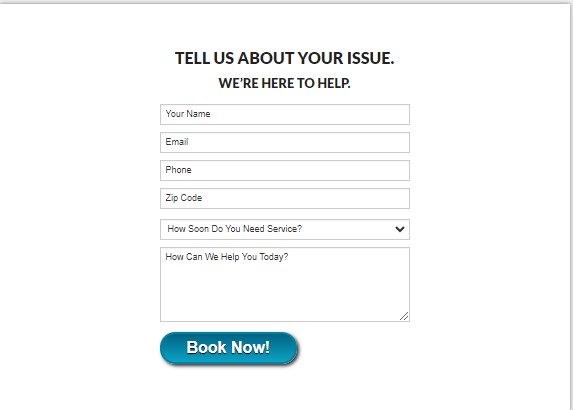 TELL US ABOUT YOUR ISSUE.
WE'RE HERE TO HELP.
Your Name
Email
Phone
Zip Code
How Soon Do You Need Service?
How Can We Help You Today?
Book Now!